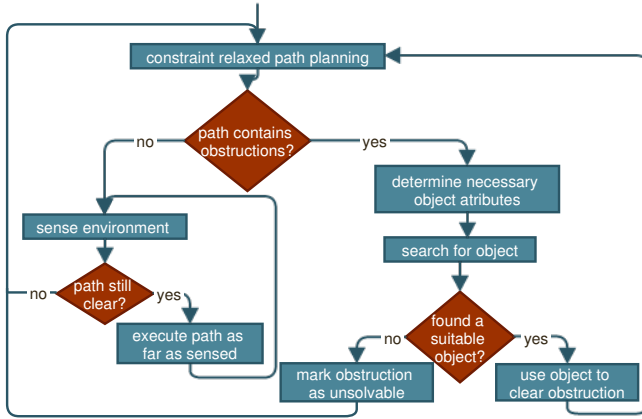 constraint relaxed path planning
path contains
obstructions?
no
yes
determine necessary
object atributes
sense environment
search for object
path still
clear?
no
yes
execute path as
far as sensed
found a
suitable
object?
no
yes
mark obstruction
as unsolvable
use object to
clear obstruction